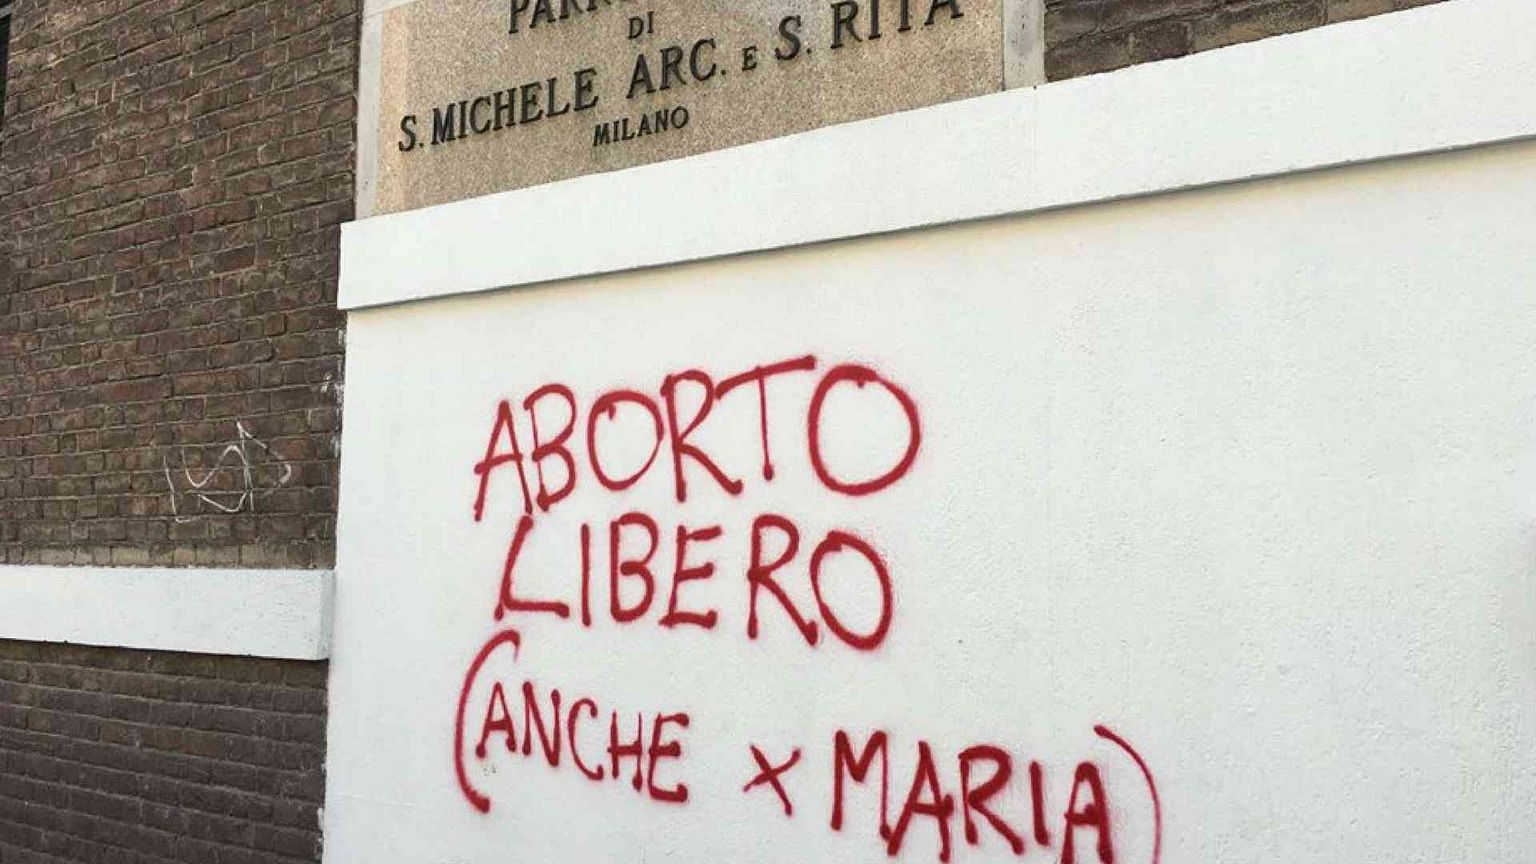 DI
S. MICHELE ARC. E S. RITA
MILANO
ABORTO
LIBERO
(ANCHE x MARIA)